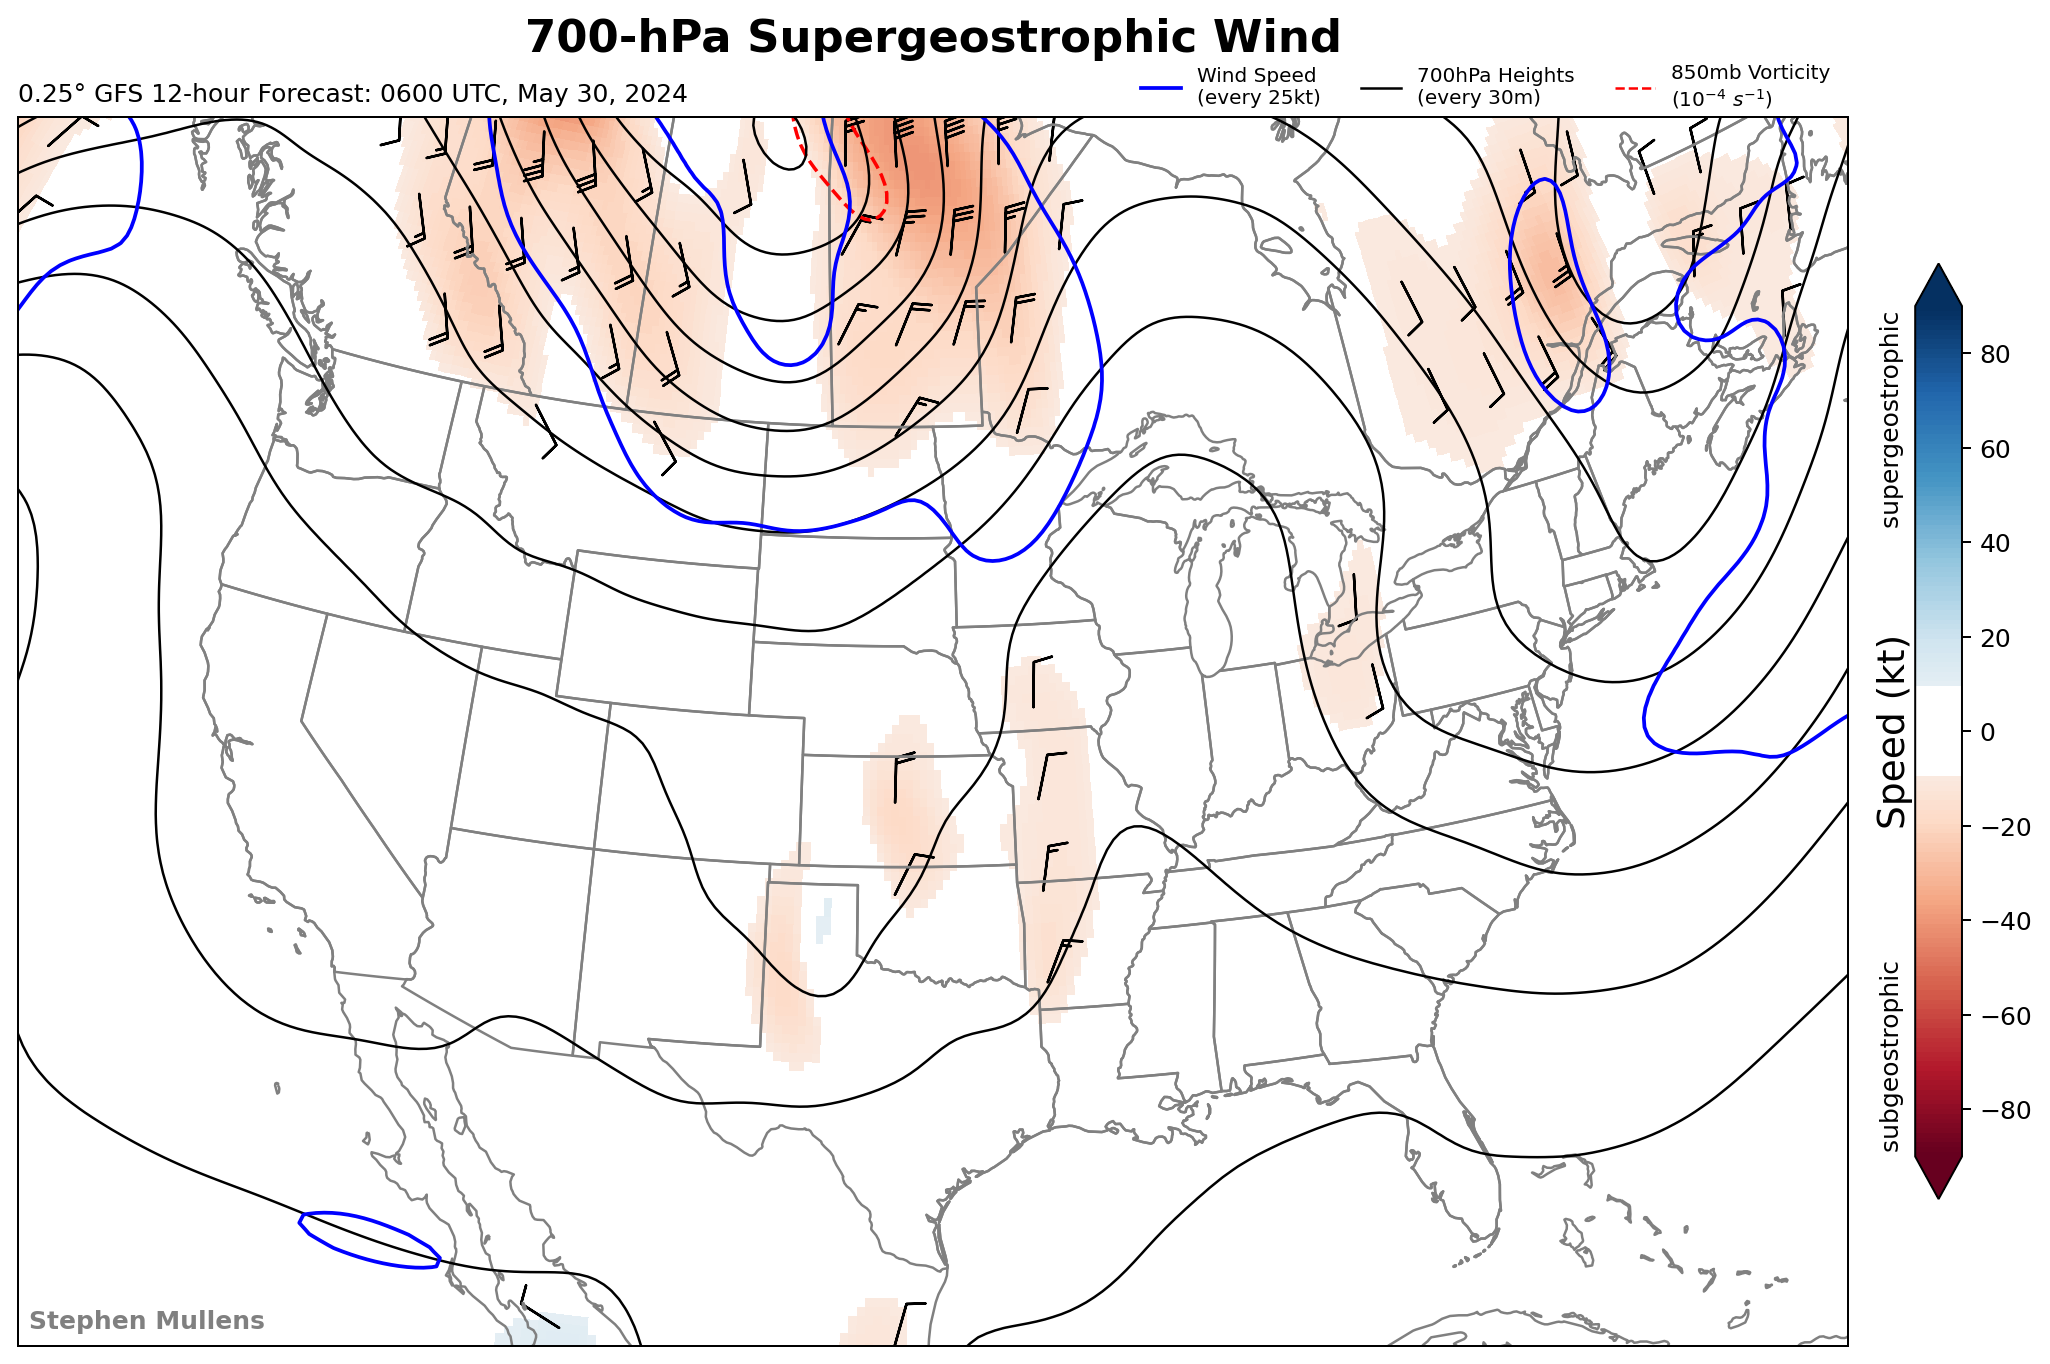 700-hPa Supergeostrophic Wind
0.25° GFS 12-hour Forecast: 0600 UTC, May 30, 2024
Wind Speed
(every 25kt)
700hPa Heights
(every 30m)
850mb Vorticity
(10⁻⁴ s⁻¹)
supergeostrophic
Speed (kt)
subgeostrophic
80
60
40
20
0
−20
−40
−60
−80
Stephen Mullens